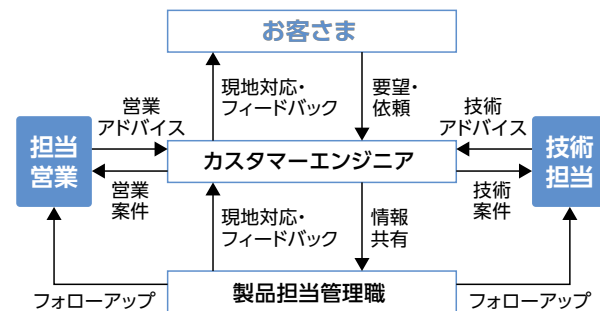 お客さま
現地対応・
フィードバック
要望・
依頼
営業
アドバイス
技術
アドバイス
担当
営業
カスタマーエンジニア
技術
担当
営業
案件
技術
案件
現地対応・
フィードバック
情報
共有
製品担当管理職
フォローアップ
フォローアップ